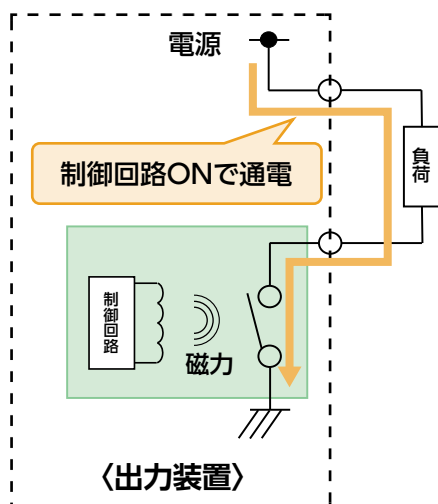 電源
制御回路ONで通電
負荷
制御回路
磁力
〈出力装置〉